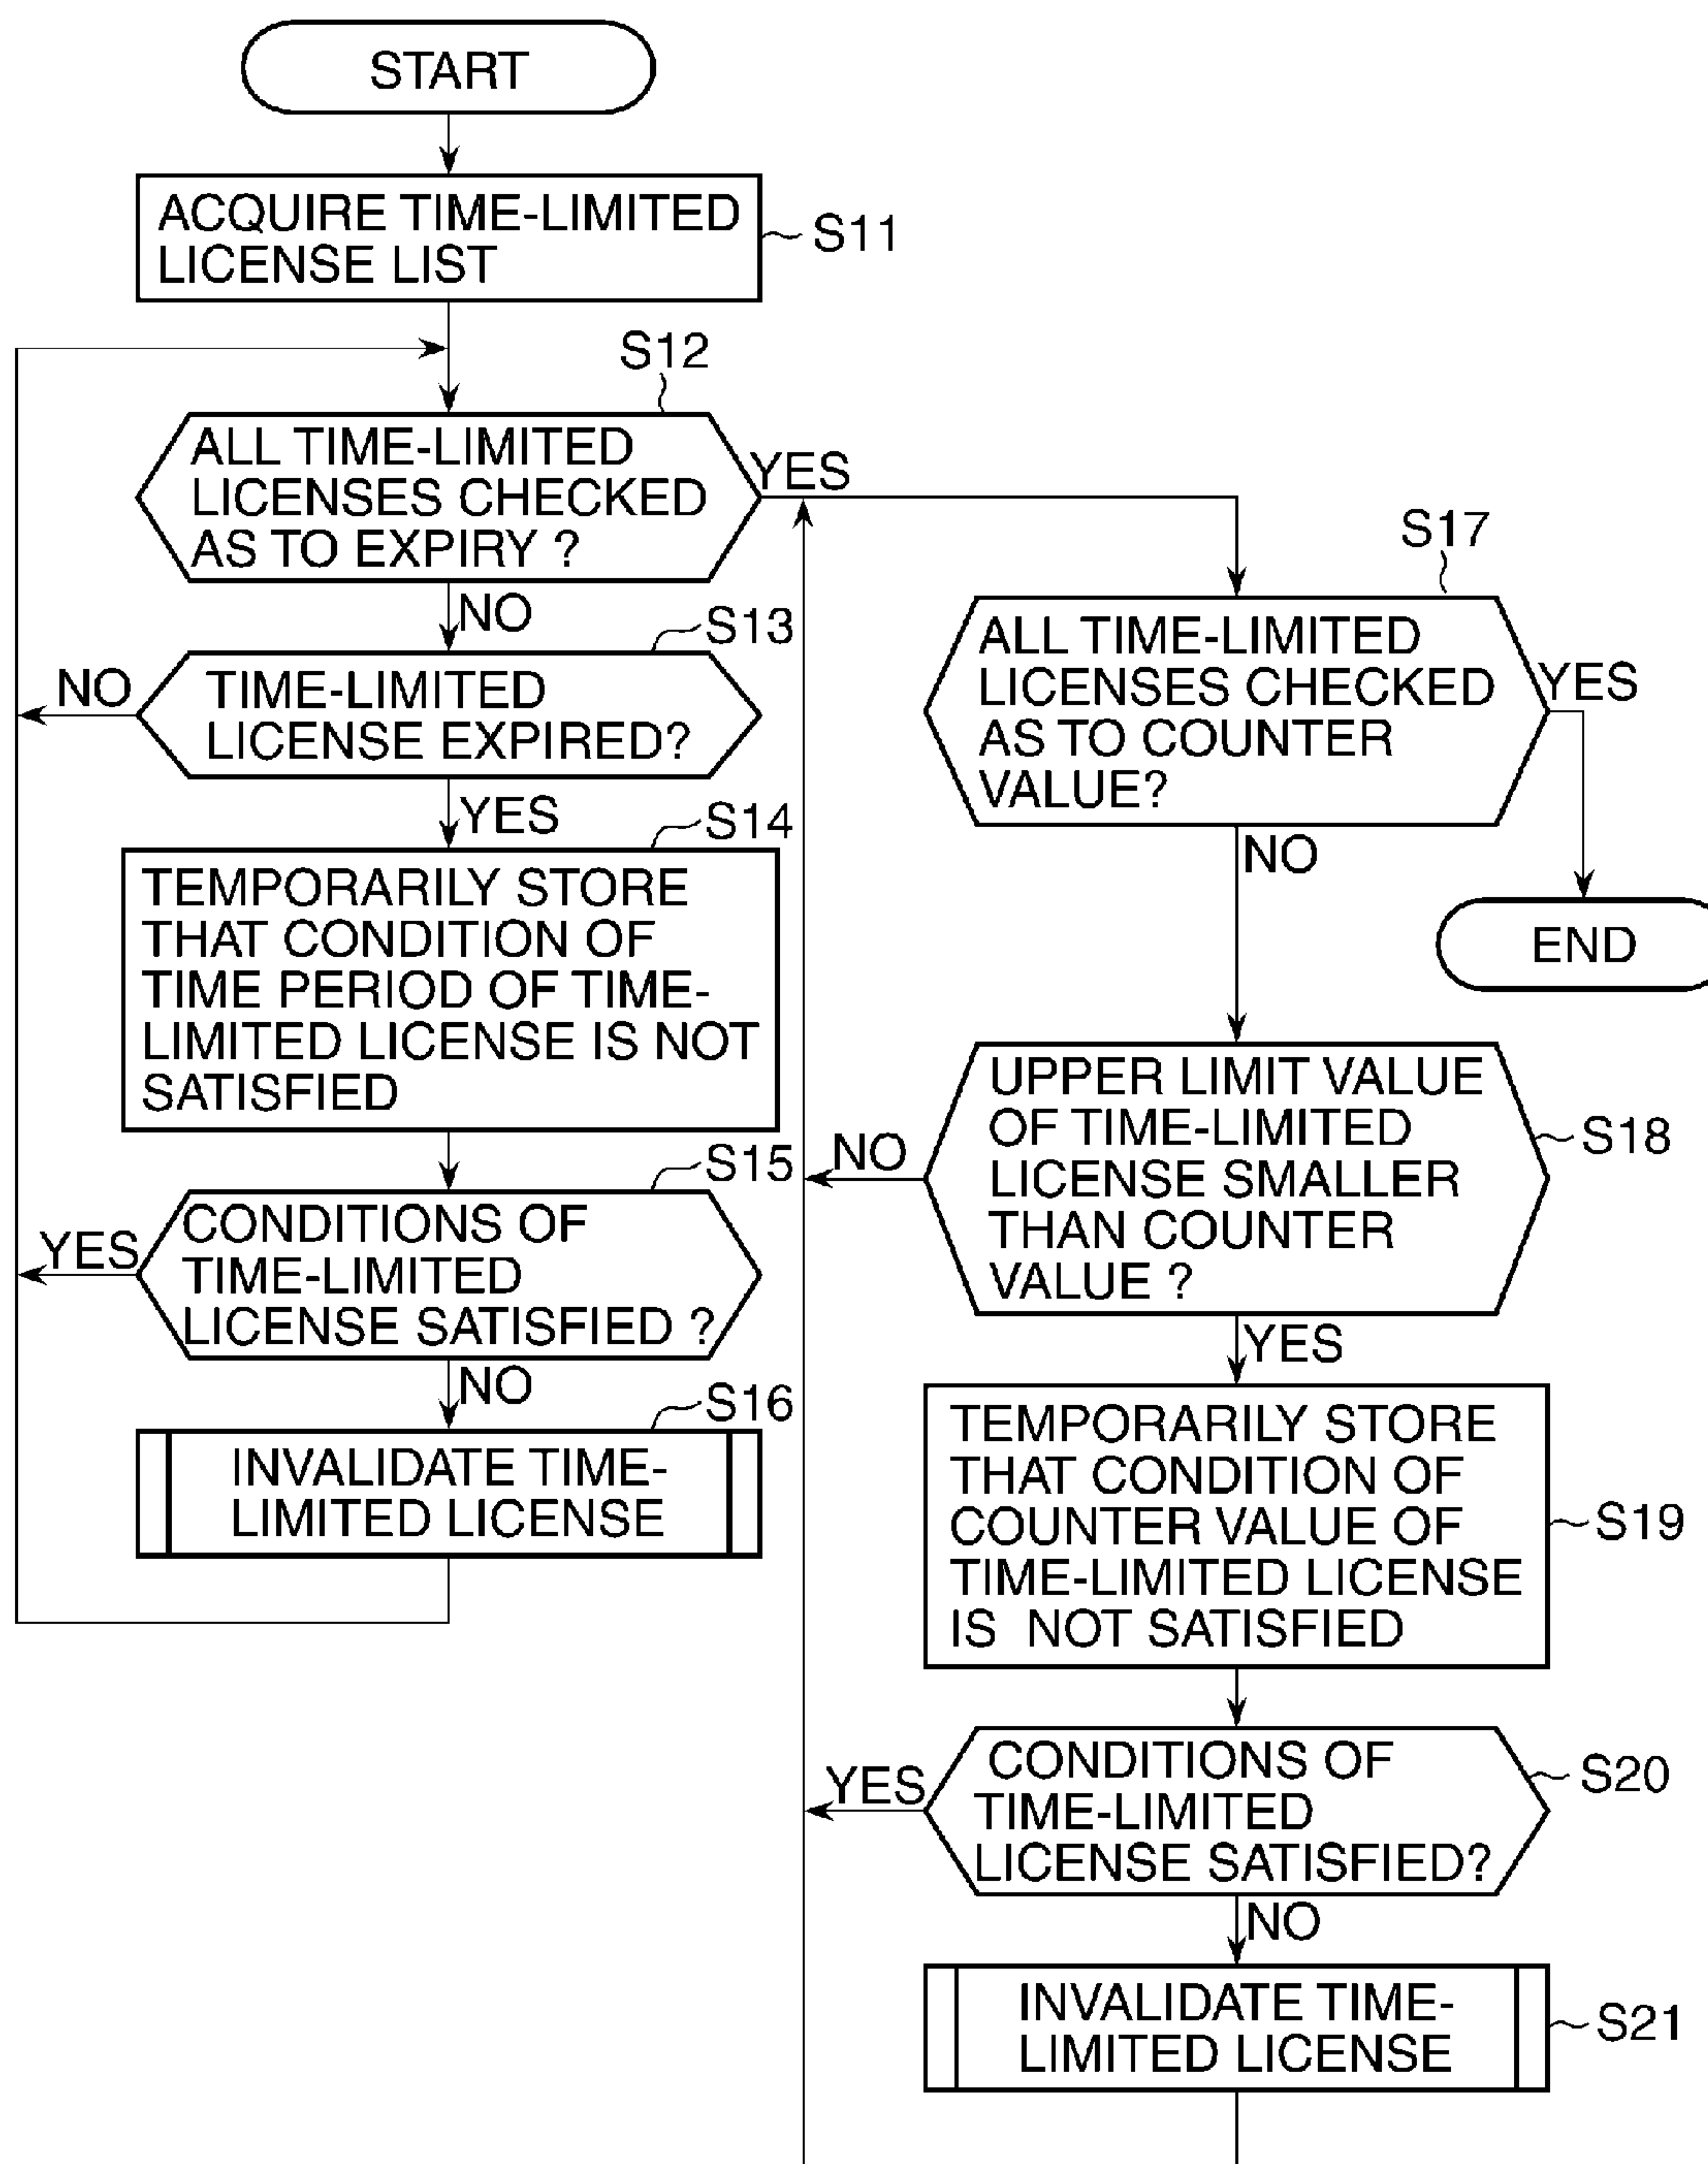 START
ACQUIRE TIME-LIMITED
LICENSE LIST
S11
S12
ALL TIME-LIMITED
LICENSES CHECKED
AS TO EXPIRY ?
YES
NO
S13
TIME-LIMITED
LICENSE EXPIRED?
NO
YES
S14
TEMPORARILY STORE
THAT CONDITION OF
TIME PERIOD OF TIME-
LIMITED LICENSE IS NOT
SATISFIED
S15
CONDITIONS OF
TIME-LIMITED
LICENSE SATISFIED ?
YES
NO
S16
INVALIDATE TIME-
LIMITED LICENSE
S17
ALL TIME-LIMITED
LICENSES CHECKED
AS TO COUNTER
VALUE?
YES
NO
END
UPPER LIMIT VALUE
OF TIME-LIMITED
LICENSE SMALLER
THAN COUNTER
VALUE ?
S18
NO
YES
TEMPORARILY STORE
THAT CONDITION OF
COUNTER VALUE OF
TIME-LIMITED LICENSE
IS NOT SATISFIED
S19
CONDITIONS OF
TIME-LIMITED
LICENSE SATISFIED?
S20
YES
NO
INVALIDATE TIME-
LIMITED LICENSE
S21